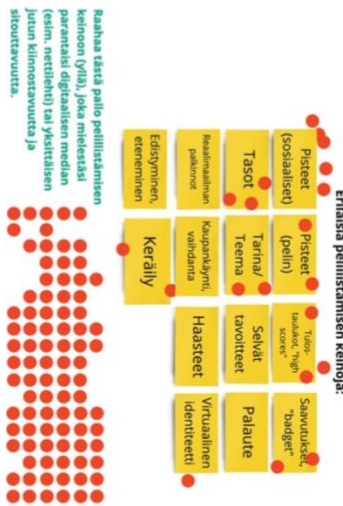 Erilaisia pelillistämisen keinoja:
Pisteet
(sosiaaliset)
Pisteet
(pelin)
Tulos-
taulukot, "high
scores"
Saavutukset,
"badget"
Tasot
Tarina/
Teema
Selvät
tavoitteet
Palaute
Reaalimaailman
palkinnot
Kaupankäynti,
vaihdanta
Haasteet
Virtuaalinen
identiteetti
Edistyminen,
eteneminen
Keräily
Raahaa tästä pallo pelillistämisen
keinoon (yllä), joka mielestäsi
parantaisi digitaalisen median
(esim. nettilehti) tai yksittäisen
jutun kiinnostavuutta ja
sitouttavuutta.